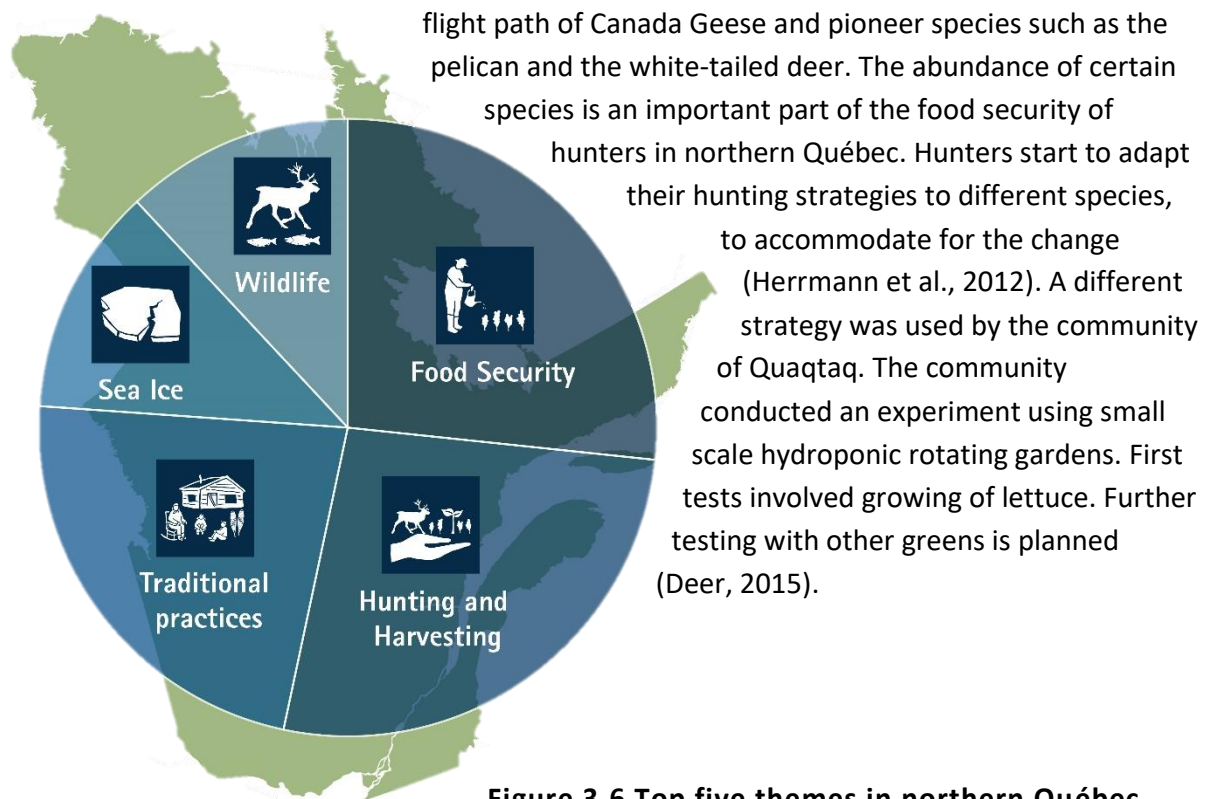 flight path of Canada Geese and pioneer species such as the
pelican and the white-tailed deer. The abundance of certain
species is an important part of the food security of
hunters in northern Québec. Hunters start to adapt
their hunting strategies to different species,
to accommodate for the change
(Herrmann et al., 2012). A different
strategy was used by the community
of Quaqtaq. The community
conducted an experiment using small
scale hydroponic rotating gardens. First
tests involved growing of lettuce. Further
testing with other greens is planned
(Deer, 2015).
Wildlife
Food Security
Sea Ice
Traditional
practices
Hunting and
Harvesting
Figure 3.6 Top five themes in northern Québec